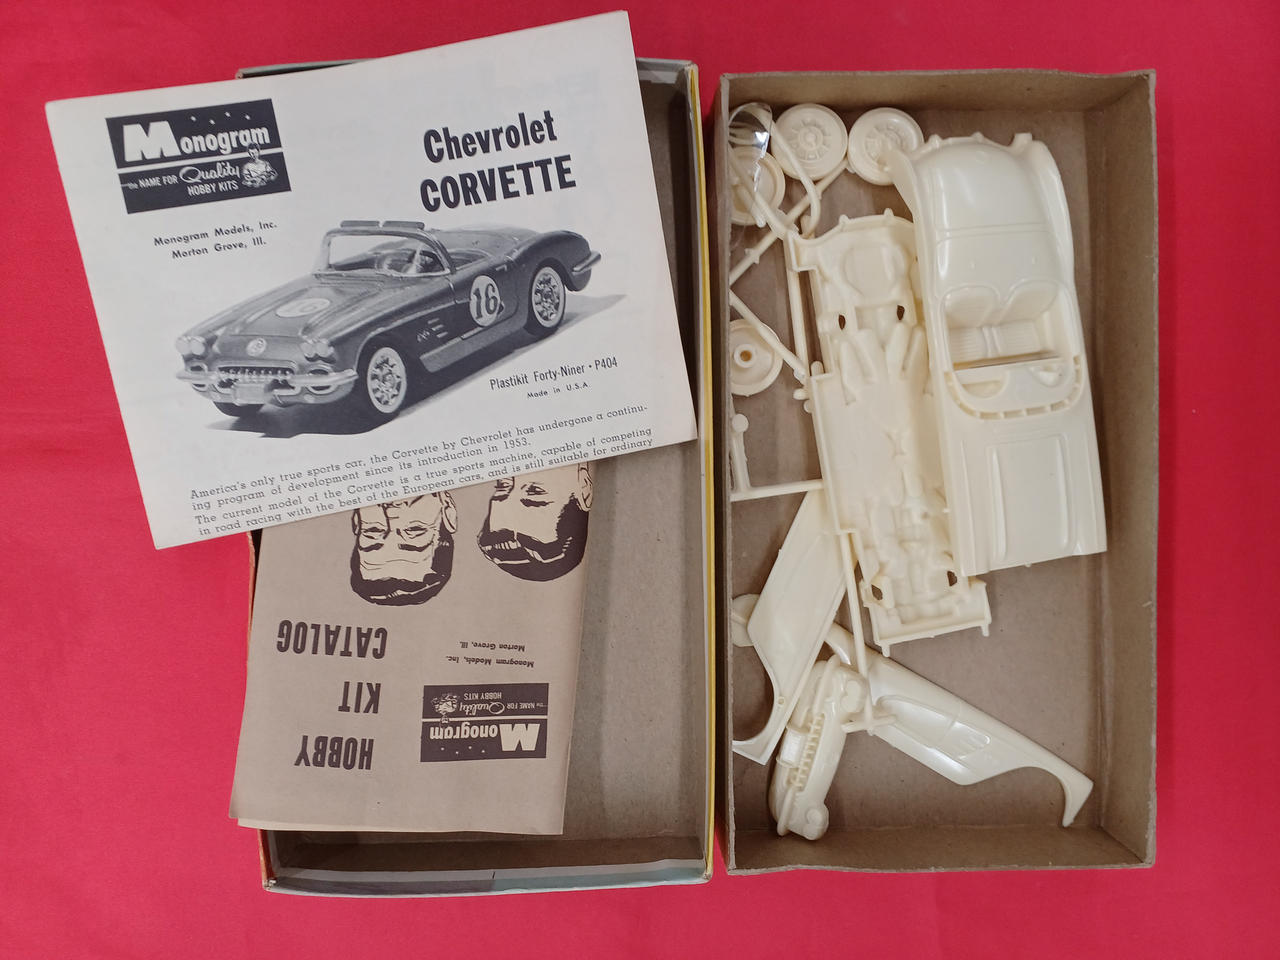 Monogram
the NAME FOR Quality
HOBBY KITS
Monogram Models, Inc.
Morton Grove, Ill.
Chevrolet
CORVETTE
16
Plastikit Forty-Niner • P404
Made in U.S.A.
America's only true sports car, the Corvette by Chevrolet has undergone a continu-
ing program of development since its introduction in 1953.
The current model of the Corvette is a true sports machine, capable of competing
in road racing with the best of the European cars, and is still suitable for ordinary
Monogram
the NAME FOR Quality
HOBBY KITS
Monogram Models, Inc.
Morton Grove, Ill.
HOBBY
KIT
CATALOG